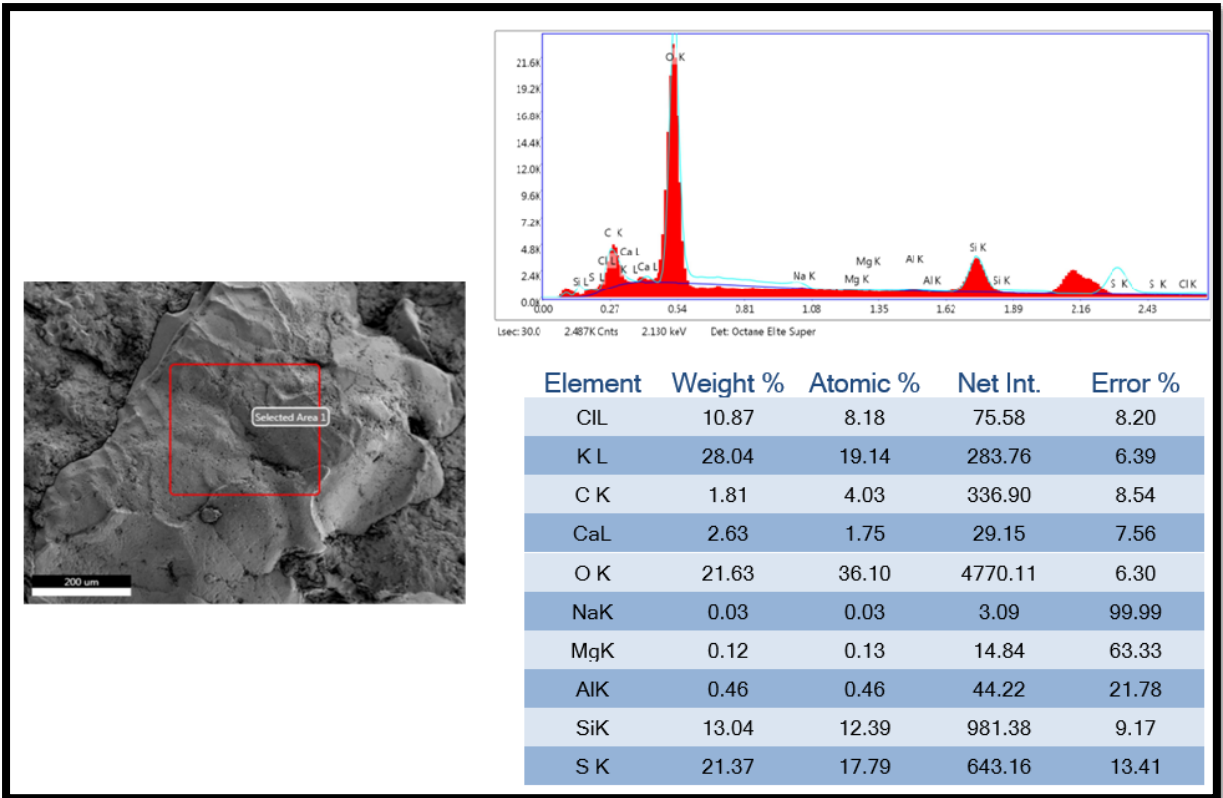 Selected Area 1
200 um
21.6K
19.2K
16.8K
14.4K
12.0K
9.6K
7.2K
4.8K
2.4K
0.0K
O K
C K
Ca L
Cl L
K L
Ca L
Si L
S L
Na K
Mg K
Mg K
Al K
Al K
Si K
Si K
S K
S K
Cl K
0.00 0.27 0.54 0.81 1.08 1.35 1.62 1.89 2.16 2.43
Lsec: 30.0 2.487K Cnts 2.130 keV Det: Octane Elite Super
Element Weight % Atomic % Net Int. Error %
ClL 10.87 8.18 75.58 8.20
K L 28.04 19.14 283.76 6.39
C K 1.81 4.03 336.90 8.54
CaL 2.63 1.75 29.15 7.56
O K 21.63 36.10 4770.11 6.30
NaK 0.03 0.03 3.09 99.99
MgK 0.12 0.13 14.84 63.33
AlK 0.46 0.46 44.22 21.78
SiK 13.04 12.39 981.38 9.17
S K 21.37 17.79 643.16 13.41